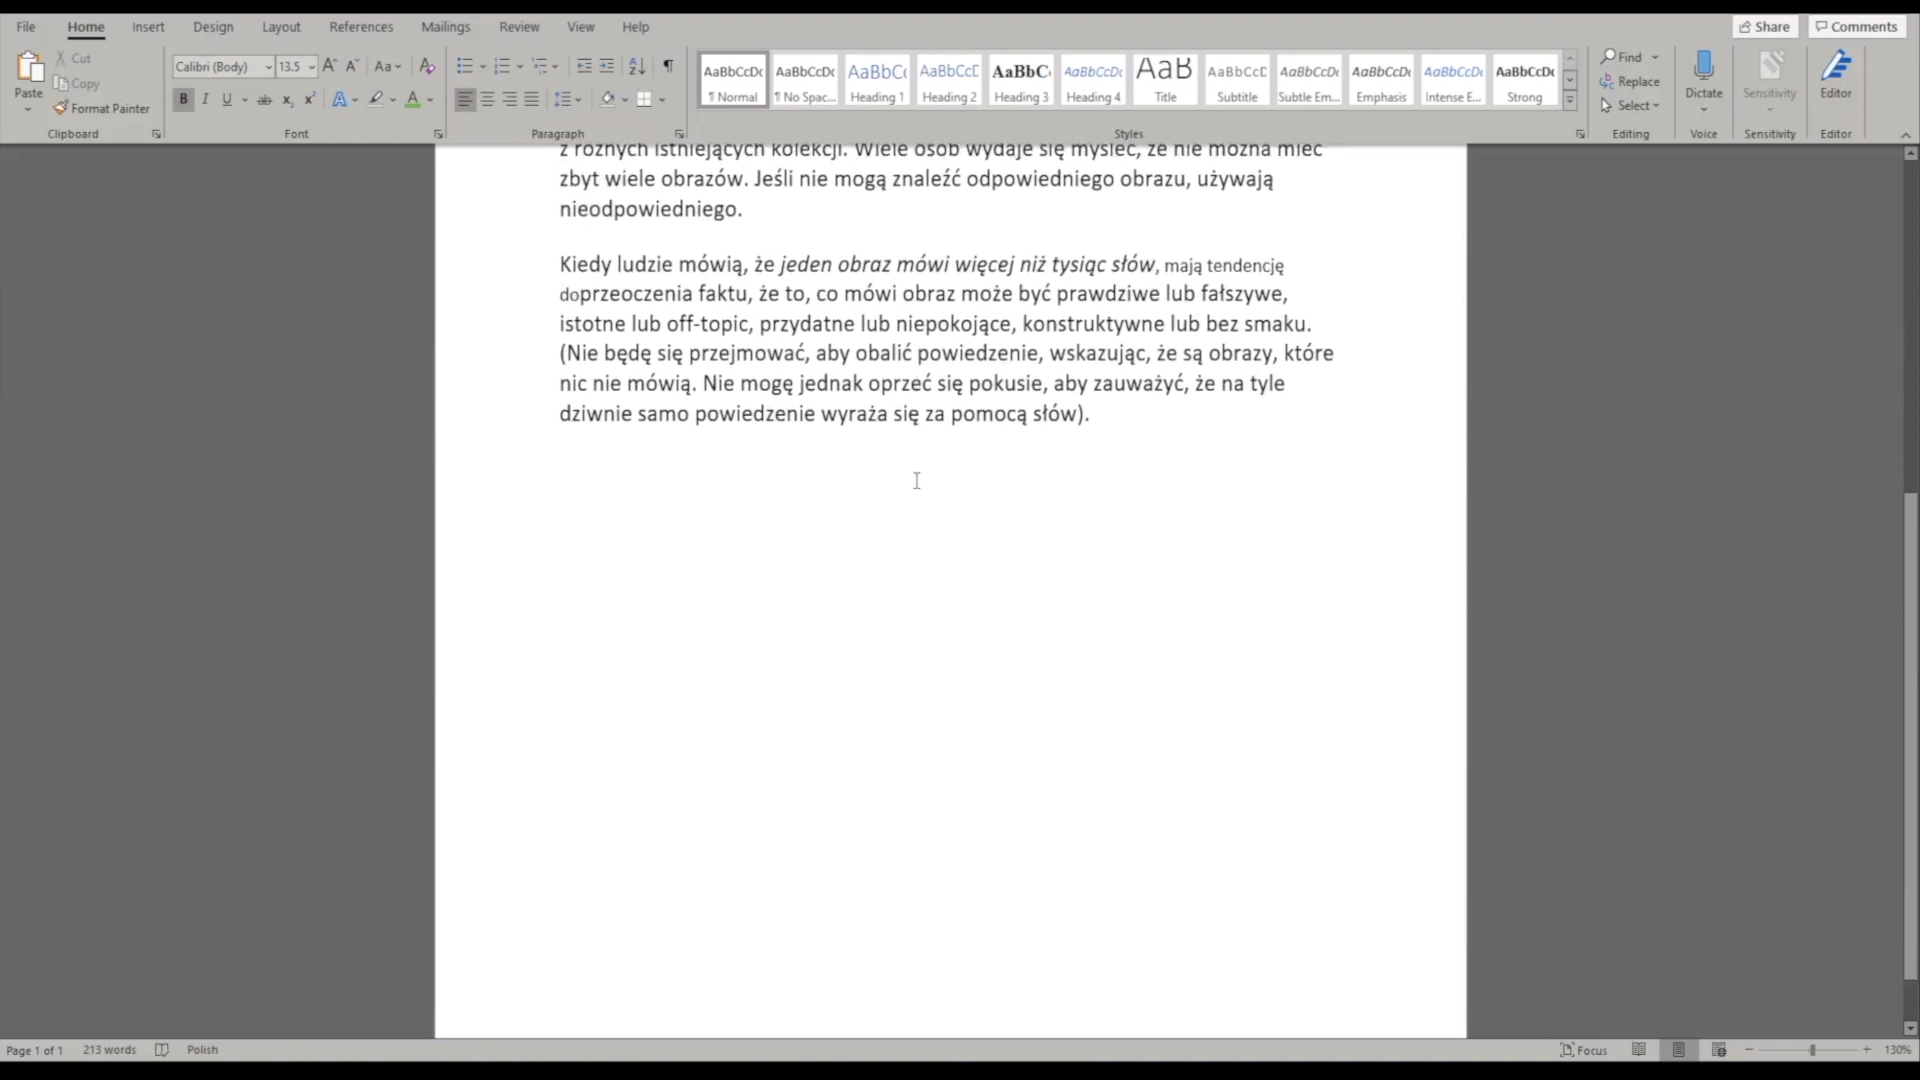 File Home Insert Design Layout References Mailings Review View Help Share Comments
Paste Cut Copy Format Painter Clipboard
Calibri (Body) 13.5 Font
Paragraph
AaBbCcDc AaBbCcDc AaBbCc AaBbCcD AaBbC AaBbCcDc AaB AaBbCcD AaBbCcDc AaBbCcDc AaBbCcDc AaBbCcDc
¶ Normal ¶ No Spac... Heading 1 Heading 2 Heading 3 Heading 4 Title Subtitle Subtle Em... Emphasis Intense E... Strong
Styles
Find Replace Select Editing
Dictate Voice
Sensitivity Sensitivity
Editor Editor
z różnych istniejących kolekcji. Wiele osób wydaje się myśleć, że nie można mieć
zbyt wiele obrazów. Jeśli nie mogą znaleźć odpowiedniego obrazu, używają
nieodpowiedniego.
Kiedy ludzie mówią, że jeden obraz mówi więcej niż tysiąc słów, mają tendencję
doprzeoczenia faktu, że to, co mówi obraz może być prawdziwe lub fałszywe,
istotne lub off-topic, przydatne lub niepokojące, konstruktywne lub bez smaku.
(Nie będę się przejmować, aby obalić powiedzenie, wskazując, że są obrazy, które
nic nie mówią. Nie mogę jednak oprzeć się pokusie, aby zauważyć, że na tyle
dziwnie samo powiedzenie wyraża się za pomocą słów).
Page 1 of 1 213 words Polish Focus 130%